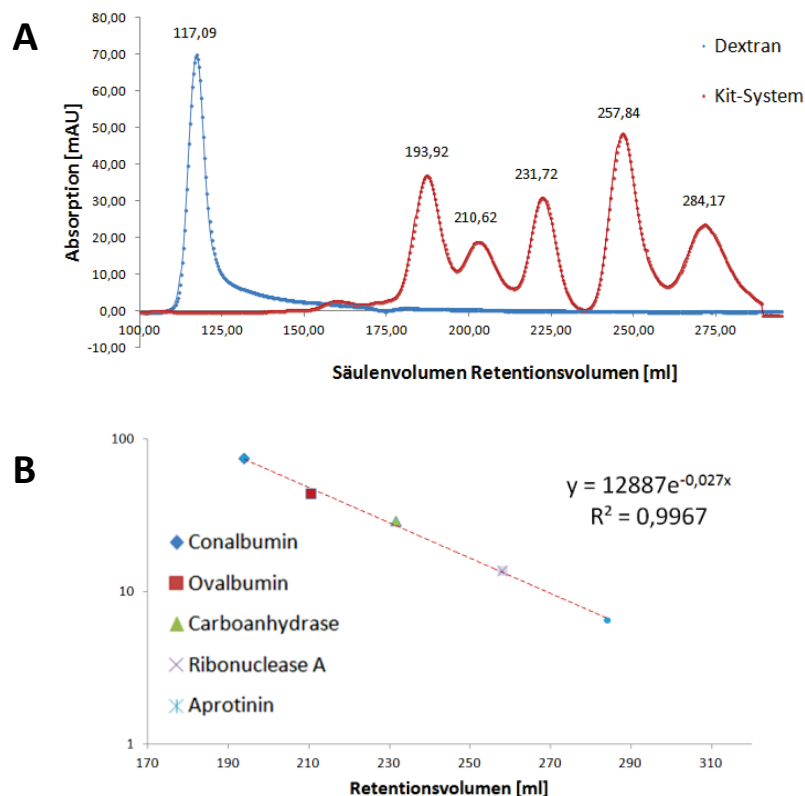 A
80,00
70,00
60,00
50,00
40,00
30,00
20,00
10,00
0,00
-10,00
Absorption [mAU]
117,09
193,92
210,62
231,72
257,84
284,17
Dextran
Kit-System
100,00 125,00 150,00 175,00 200,00 225,00 250,00 275,00
Säulenvolumen Retentionsvolumen [ml]
B
100
10
1
y = 12887e^-0,027x
R² = 0,9967
Conalbumin
Ovalbumin
Carboanhydrase
Ribonuclease A
Aprotinin
170 190 210 230 250 270 290 310
Retentionsvolumen [ml]